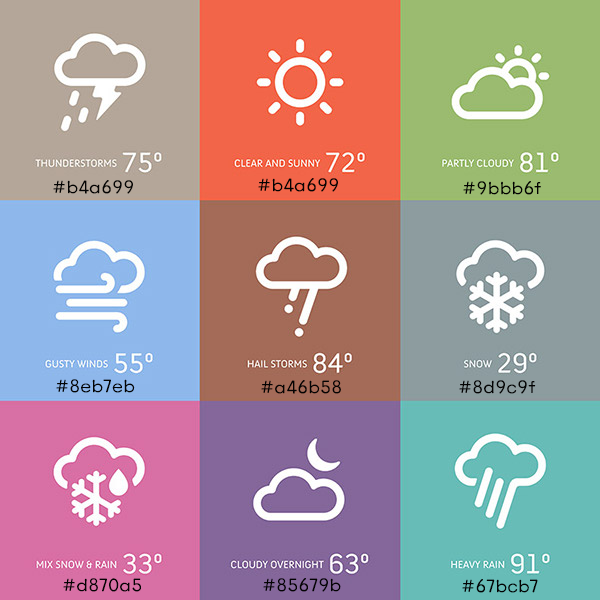 THUNDERSTORMS 75º
#b4a699
CLEAR AND SUNNY 72º
#b4a699
PARTLY CLOUDY 81º
#9bbb6f
GUSTY WINDS 55º
#8eb7eb
HAIL STORMS 84º
#a46b58
SNOW 29º
#8d9c9f
MIX SNOW & RAIN 33º
#d870a5
CLOUDY OVERNIGHT 63º
#85679b
HEAVY RAIN 91º
#67bcb7